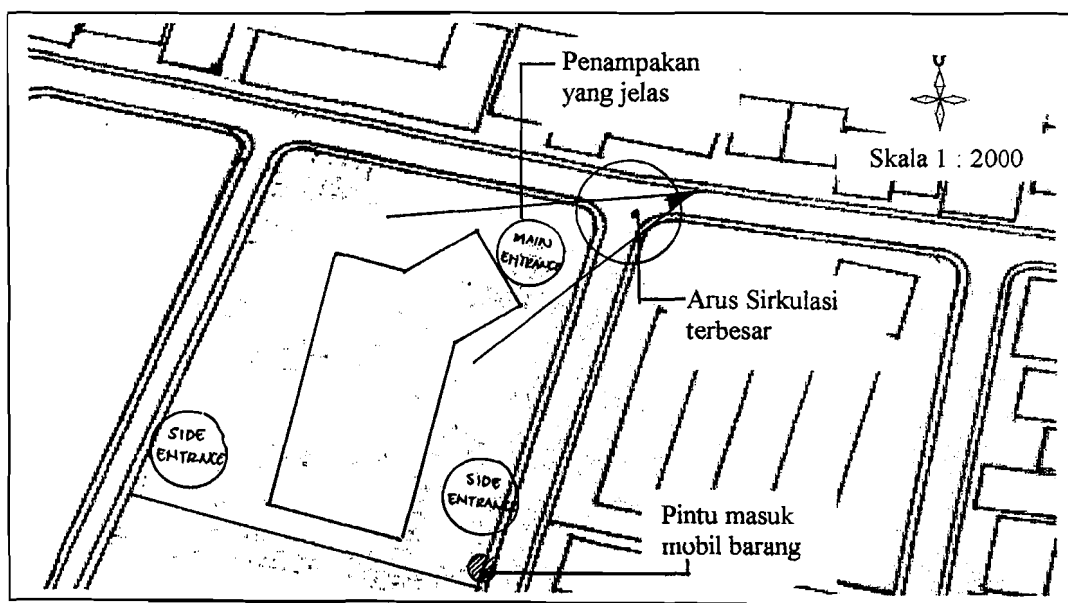 Penampakan
yang jelas
Skala 1 : 2000
MAIN
ENTRANCE
Arus Sirkulasi
terbesar
SIDE
ENTRANCE
SIDE
ENTRANCE
Pintu masuk
mobil barang